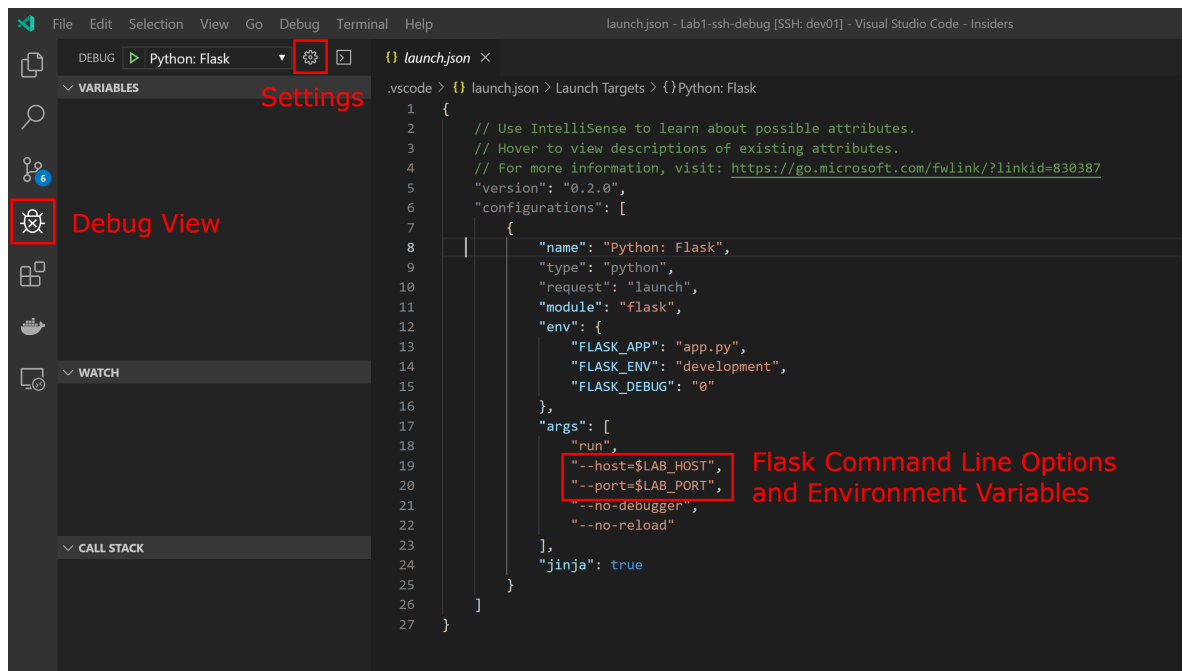 File Edit Selection View Go Debug Terminal Help
launch.json - Lab1-ssh-debug [SSH: dev01] - Visual Studio Code - Insiders
DEBUG Python: Flask
Settings
VARIABLES
6
Debug View
WATCH
CALL STACK
{} launch.json
.vscode > {} launch.json > Launch Targets > {} Python: Flask
1 {
2 // Use IntelliSense to learn about possible attributes.
3 // Hover to view descriptions of existing attributes.
4 // For more information, visit: https://go.microsoft.com/fwlink/?linkid=830387
5 "version": "0.2.0",
6 "configurations": [
7 {
8 "name": "Python: Flask",
9 "type": "python",
10 "request": "launch",
11 "module": "flask",
12 "env": {
13 "FLASK_APP": "app.py",
14 "FLASK_ENV": "development",
15 "FLASK_DEBUG": "0"
16 },
17 "args": [
18 "run",
19 "--host=$LAB_HOST",
20 "--port=$LAB_PORT",
21 "--no-debugger",
22 "--no-reload"
23 ],
24 "jinja": true
25 }
26 ]
27 }
Flask Command Line Options
and Environment Variables